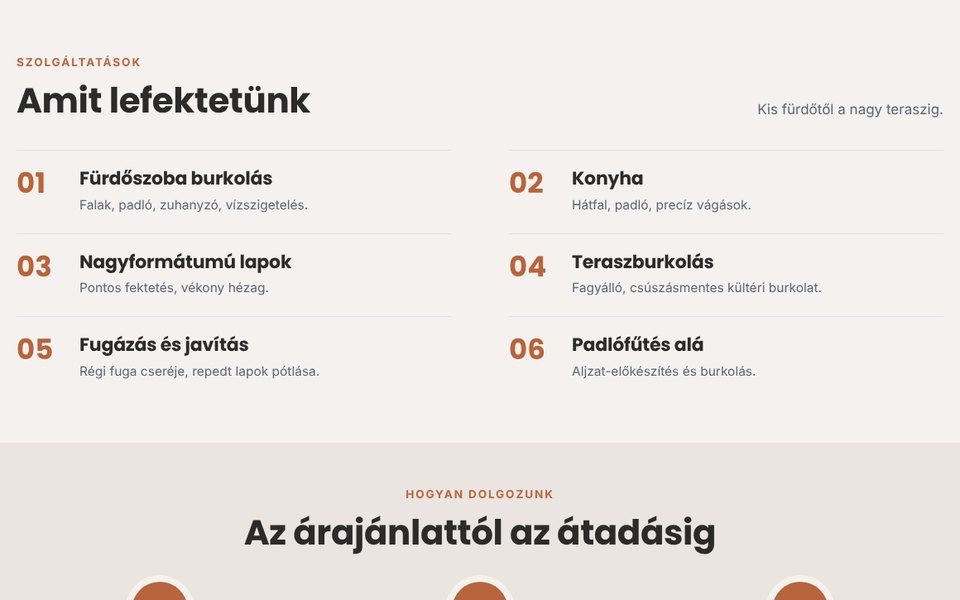 SZOLGÁLTATÁSOK
Amit lefektetünk
Kis fürdőtől a nagy teraszig.
01 Fürdőszoba burkolás
Falak, padló, zuhanyzó, vízszigetelés.
02 Konyha
Hátfal, padló, precíz vágások.
03 Nagyformátumú lapok
Pontos fektetés, vékony hézag.
04 Teraszburkolás
Fagyálló, csúszásmentes kültéri burkolat.
05 Fugázás és javítás
Régi fuga cseréje, repedt lapok pótlása.
06 Padlófűtés alá
Aljzat-előkészítés és burkolás.
HOGYAN DOLGOZUNK
Az árajánlattól az átadásig